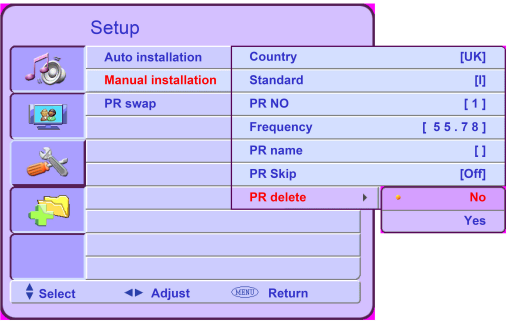 Setup
Auto installation
Manual installation
PR swap
Country [UK]
Standard [I]
PR NO [ 1 ]
Frequency [ 5 5 . 7 8 ]
PR name [ ]
PR Skip [Off]
PR delete
No
Yes
Select Adjust MENU Return